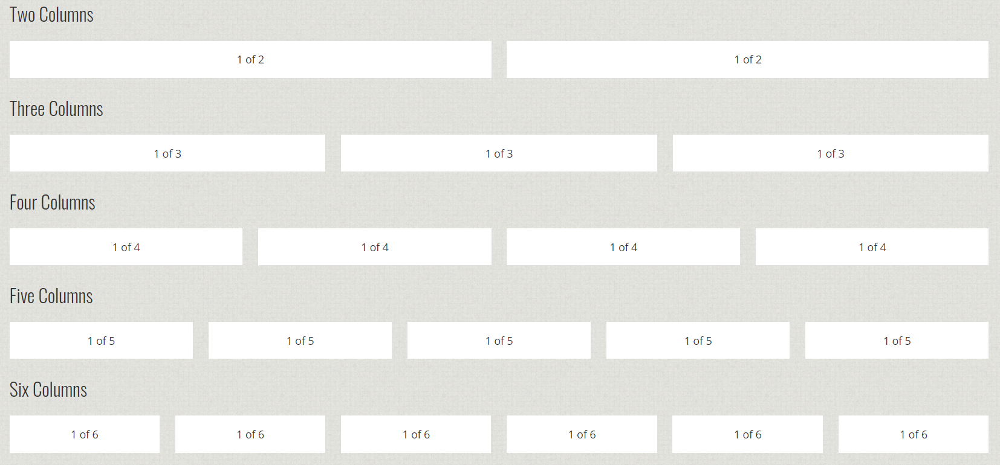 Two Columns
1 of 2 1 of 2
Three Columns
1 of 3 1 of 3 1 of 3
Four Columns
1 of 4 1 of 4 1 of 4 1 of 4
Five Columns
1 of 5 1 of 5 1 of 5 1 of 5 1 of 5
Six Columns
1 of 6 1 of 6 1 of 6 1 of 6 1 of 6 1 of 6